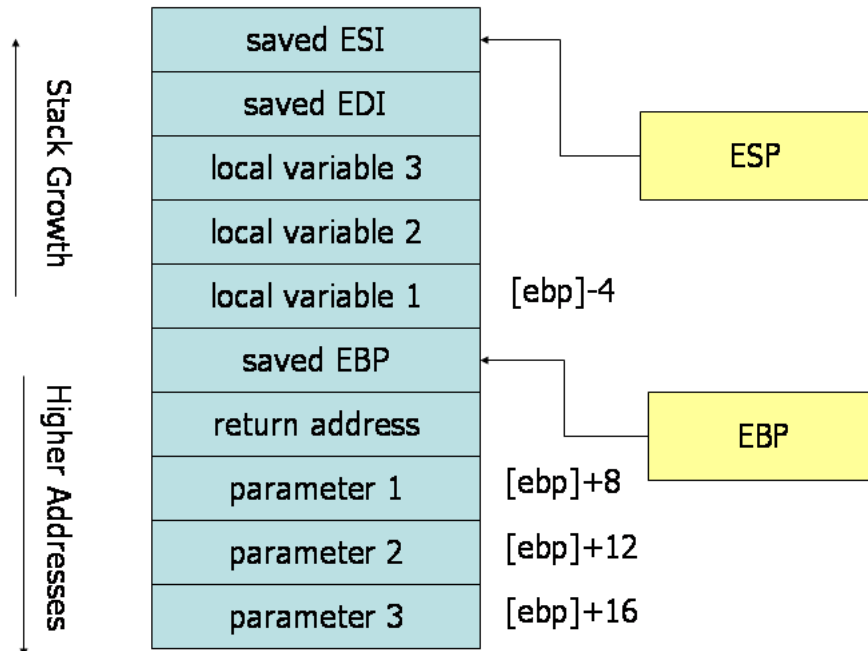 Stack Growth
Higher Addresses
saved ESI
saved EDI
local variable 3
local variable 2
local variable 1
[ebp]-4
saved EBP
return address
parameter 1
[ebp]+8
parameter 2
[ebp]+12
parameter 3
[ebp]+16
ESP
EBP